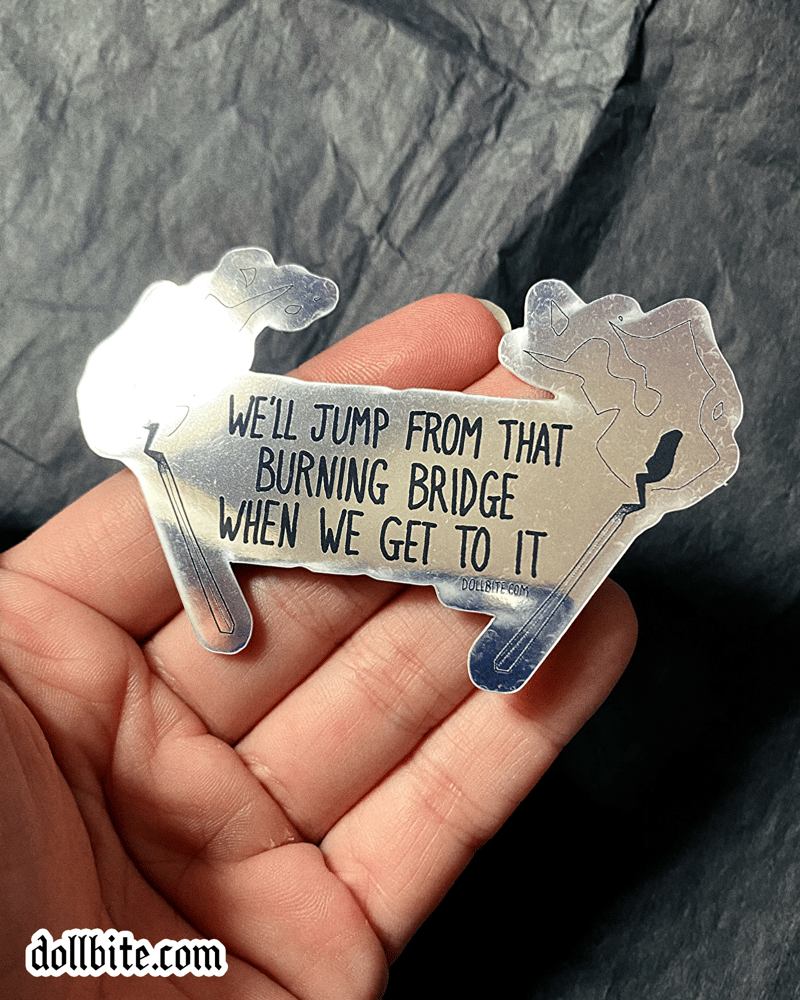 WE'LL JUMP FROM THAT
BURNING BRIDGE
WHEN WE GET TO IT
DOLLBITE.COM
dollbite.com